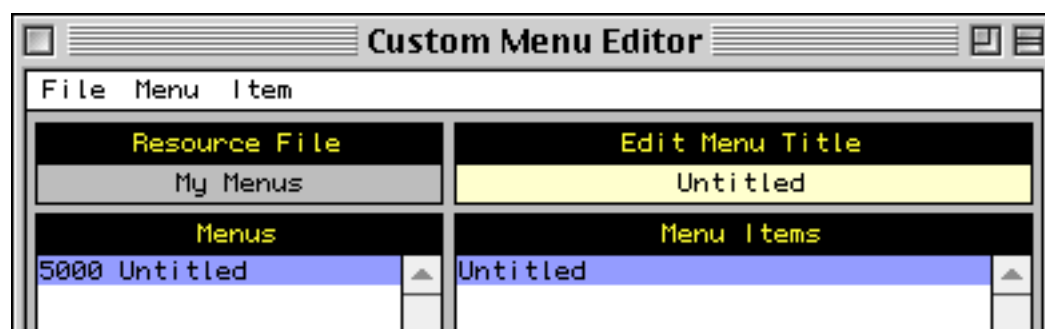 Custom Menu Editor
File Menu Item
Resource File
Edit Menu Title
My Menus
Untitled
Menus
Menu Items
5000 Untitled
Untitled